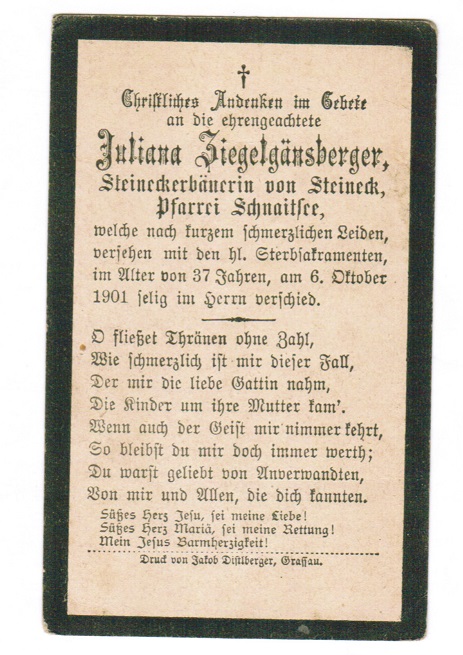 †
Christliches Andenken im Gebete
an die ehrengeachtete
Juliana Ziegelgänsberger,
Steineckerbäuerin von Steineck,
Pfarrei Schnaitsee,
welche nach kurzem schmerzlichen Leiden,
versehen mit den hl. Sterbsakramenten,
im Alter von 37 Jahren, am 6. Oktober
1901 selig im Herrn verschied.
O fließet Thränen ohne Zahl,
Wie schmerzlich ist mir dieser Fall,
Der mir die liebe Gattin nahm,
Die Kinder um ihre Mutter kam'.
Wenn auch der Geist mir nimmer kehrt,
So bleibst du mir doch immer werth;
Du warst geliebt von Anverwandten,
Von mir und Allen, die dich kannten.
Süßes Herz Jesu, sei meine Liebe!
Süßes Herz Mariä, sei meine Rettung!
Mein Jesus Barmherzigkeit!
Druck von Jakob Distlberger, Grassau.